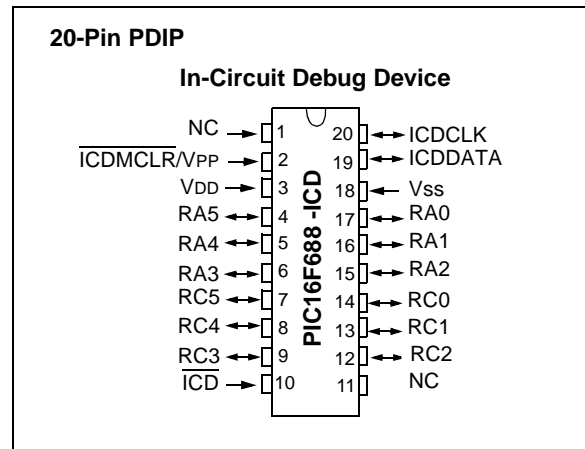 20-Pin PDIP
In-Circuit Debug Device
NC 1 20 ICDCLK
ICDMCLR/VPP 2 19 ICDDATA
VDD 3 18 Vss
RA5 4 17 RA0
RA4 5 16 RA1
RA3 6 15 RA2
RC5 7 14 RC0
RC4 8 13 RC1
RC3 9 12 RC2
ICD 10 11 NC
PIC16F688 -ICD